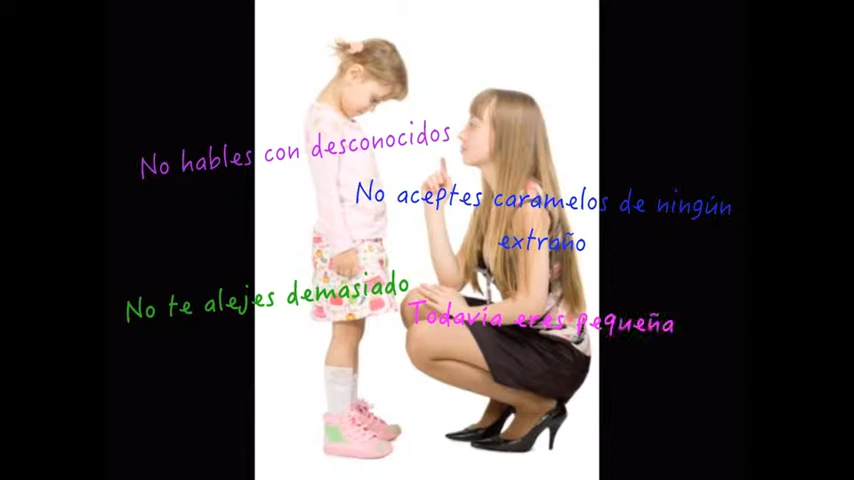 No hables con desconocidos
No aceptes caramelos de ningún
extraño
No te alejes demasiado
Todavía eres pequeña